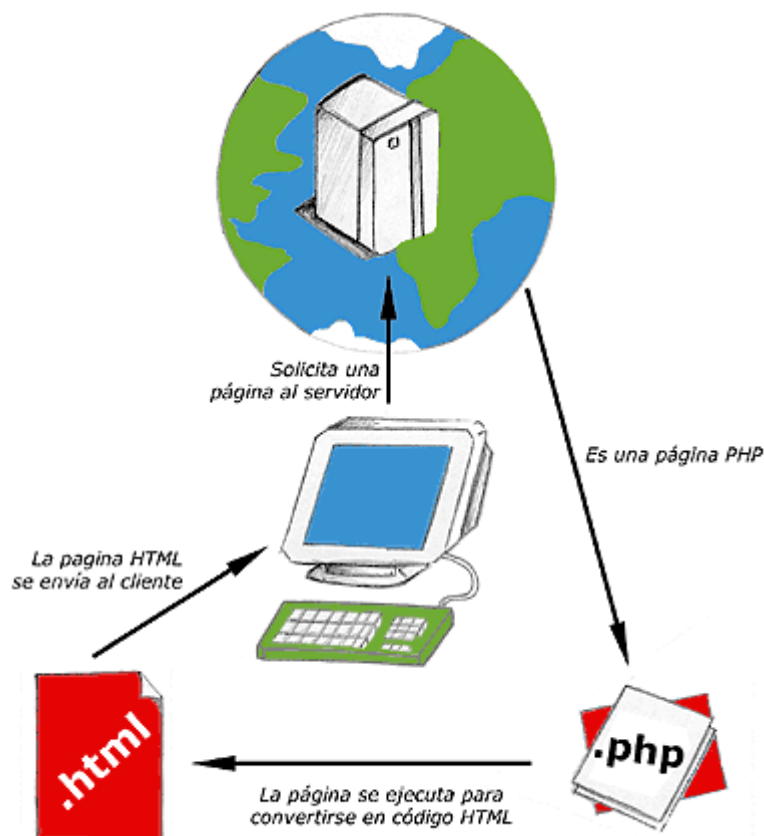 Solicita una
página al servidor
Es una página PHP
La pagina HTML
se envía al cliente
.html
.php
La página se ejecuta para
convertirse en código HTML